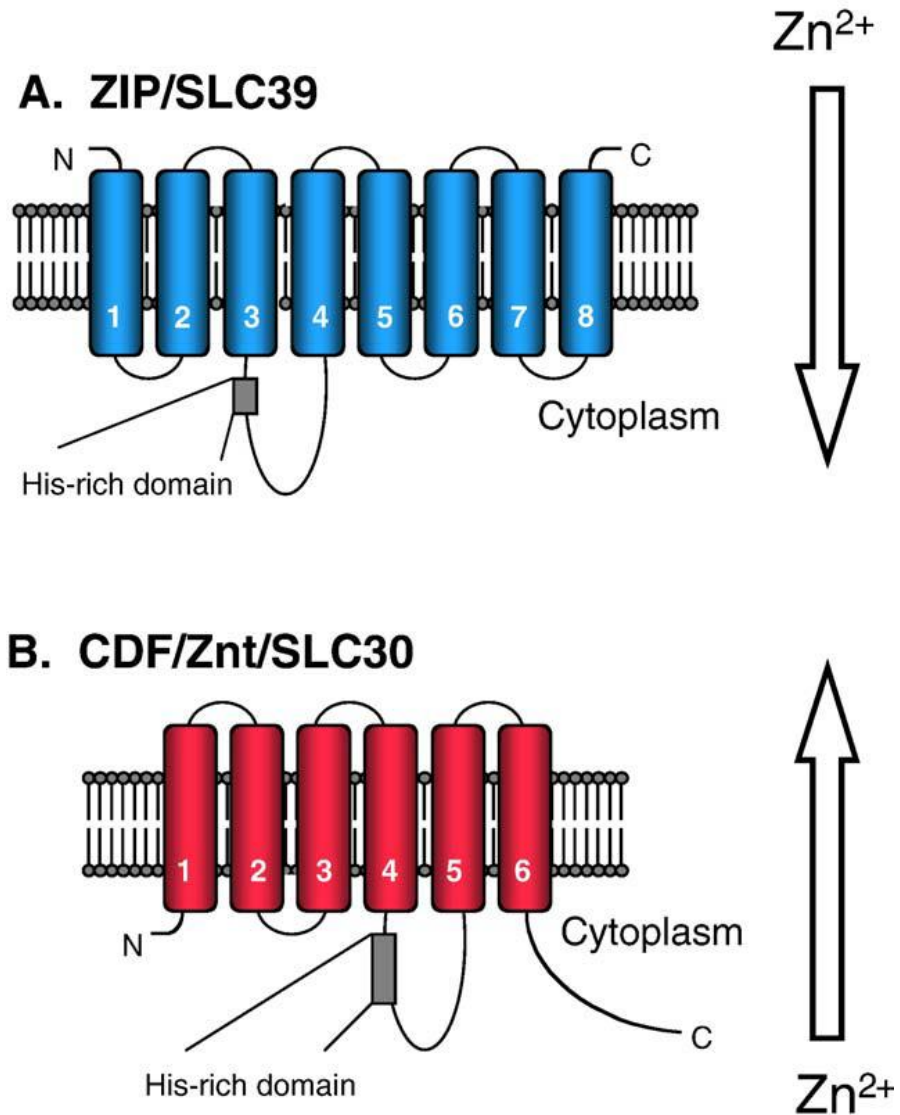 Zn2+
A. ZIP/SLC39
N
C
1 2 3 4 5 6 7 8
Cytoplasm
His-rich domain
B. CDF/Znt/SLC30
1 2 3 4 5 6
N
Cytoplasm
C
His-rich domain
Zn2+